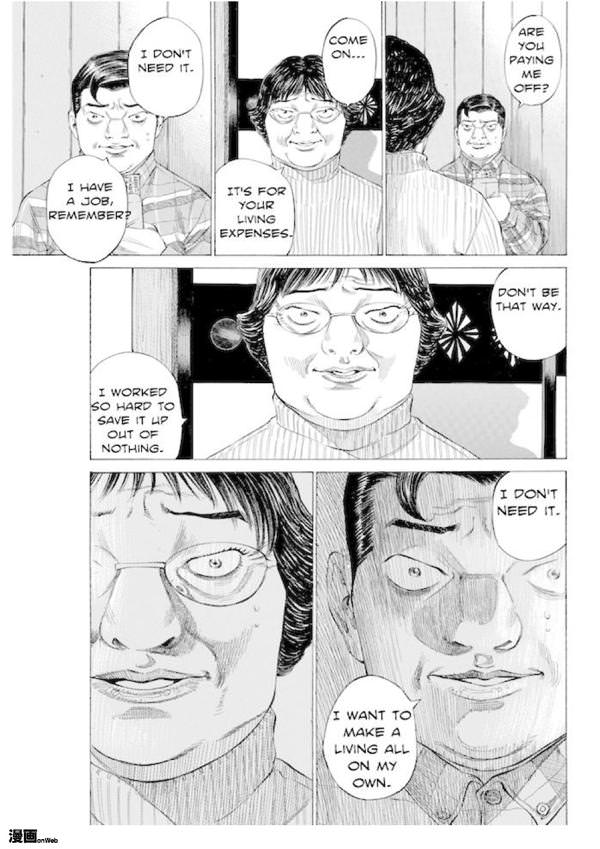 ARE
YOU
PAYING
ME
OFF?
COME
ON...
IT'S FOR
YOUR
LIVING
EXPENSES.
I DON'T
NEED IT.
I HAVE
A JOB,
REMEMBER?
DON'T BE
THAT WAY.
I WORKED
SO HARD TO
SAVE IT UP
OUT OF
NOTHING.
I DON'T
NEED IT.
I WANT TO
MAKE A
LIVING ALL
ON MY
OWN.
漫画onWeb